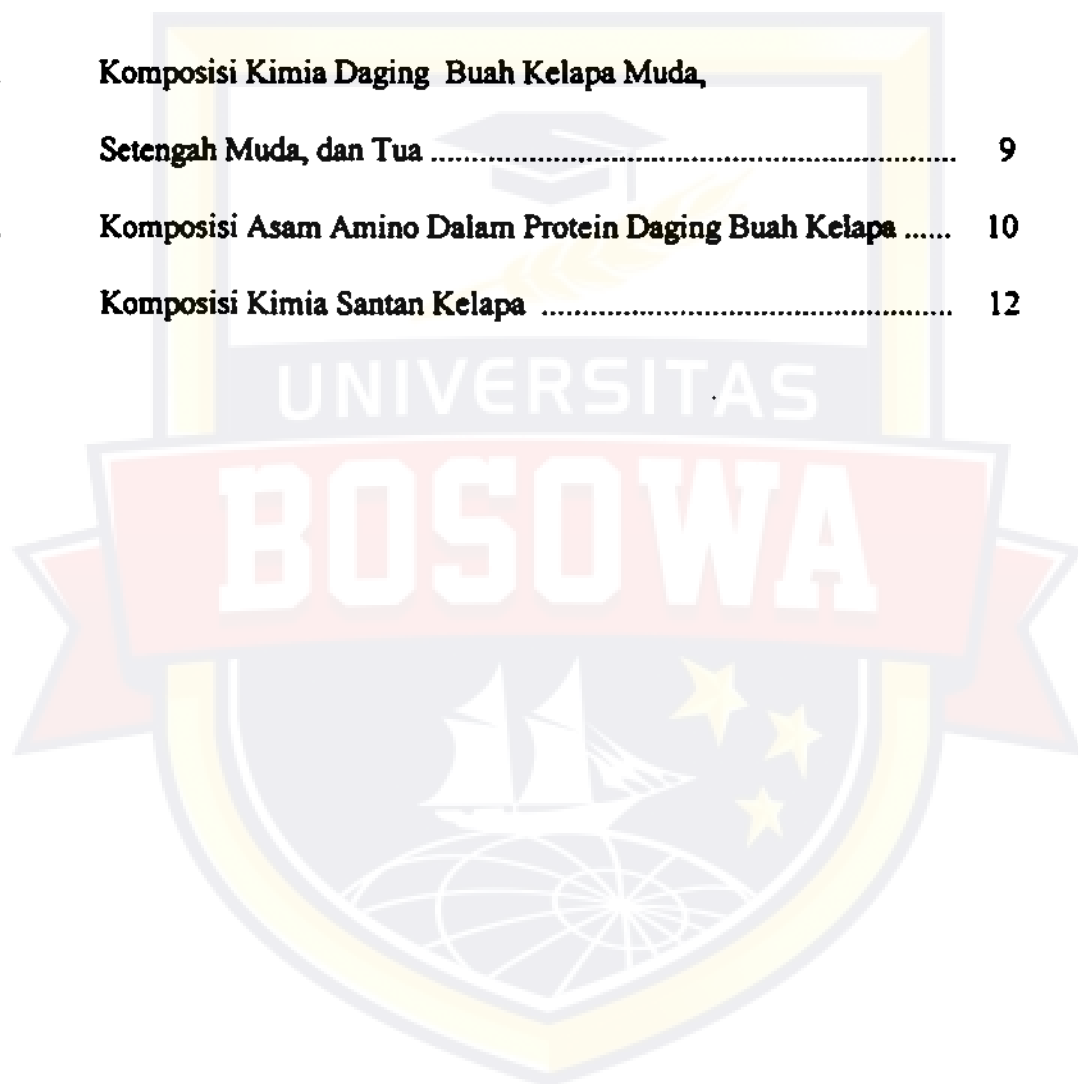 Komposisi Kimia Daging Buah Kelapa Muda,
Setengah Muda, dan Tua ................................................................ 9
Komposisi Asam Amino Dalam Protein Daging Buah Kelapa ...... 10
Komposisi Kimia Santan Kelapa .................................................. 12
UNIVERSITAS
BOSOWA